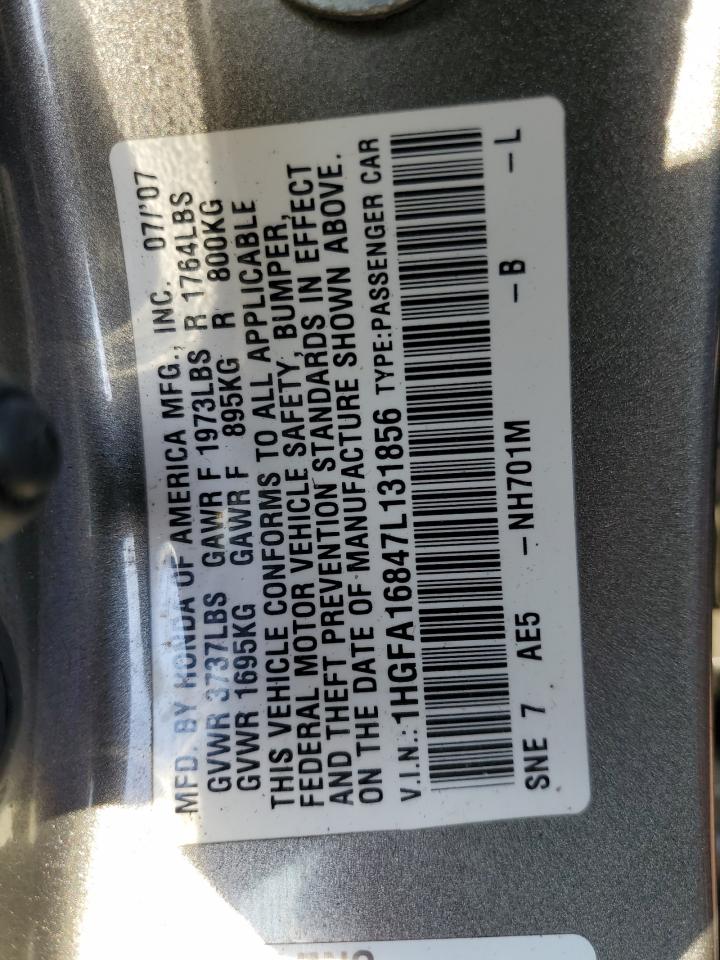 MFD. BY HONDA OF AMERICA MFG., INC. 07/'07
GVWR 3737LBS GAWR F 1973LBS R 1764LBS
GVWR 1695KG GAWR F 895KG R 800KG
THIS VEHICLE CONFORMS TO ALL APPLICABLE
FEDERAL MOTOR VEHICLE SAFETY, BUMPER,
AND THEFT PREVENTION STANDARDS IN EFFECT
ON THE DATE OF MANUFACTURE SHOWN ABOVE.
V.I.N.: 1HGFA16847L131856 TYPE:PASSENGER CAR
SNE 7 AE5 -NH701M -B -L